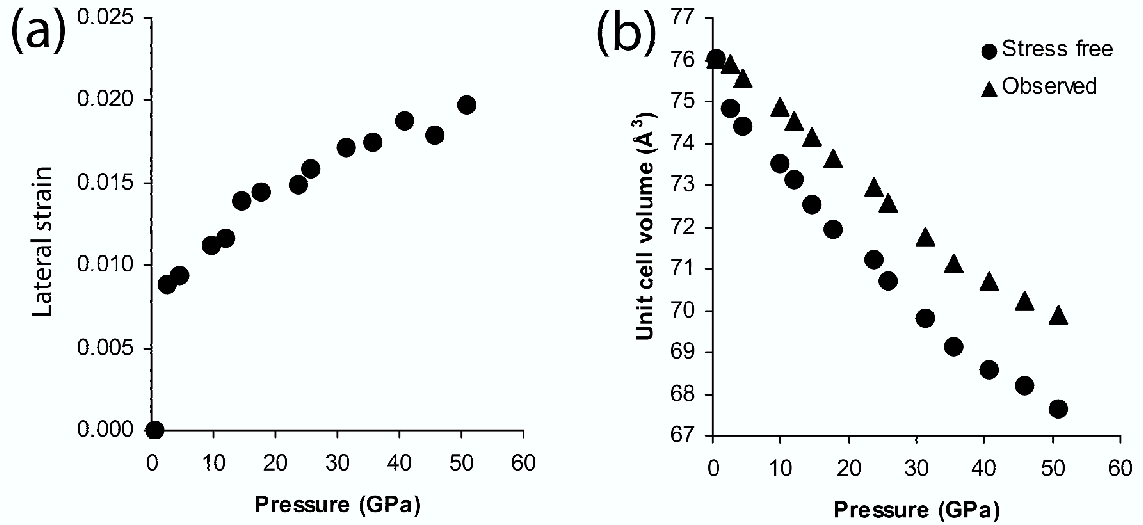 (a)
0.025
0.020
0.015
0.010
0.005
0.000
Lateral strain
0 10 20 30 40 50 60
Pressure (GPa)
(b)
77
76
75
74
73
72
71
70
69
68
67
Unit cell volume (Å³)
Stress free
Observed
0 10 20 30 40 50 60
Pressure (GPa)